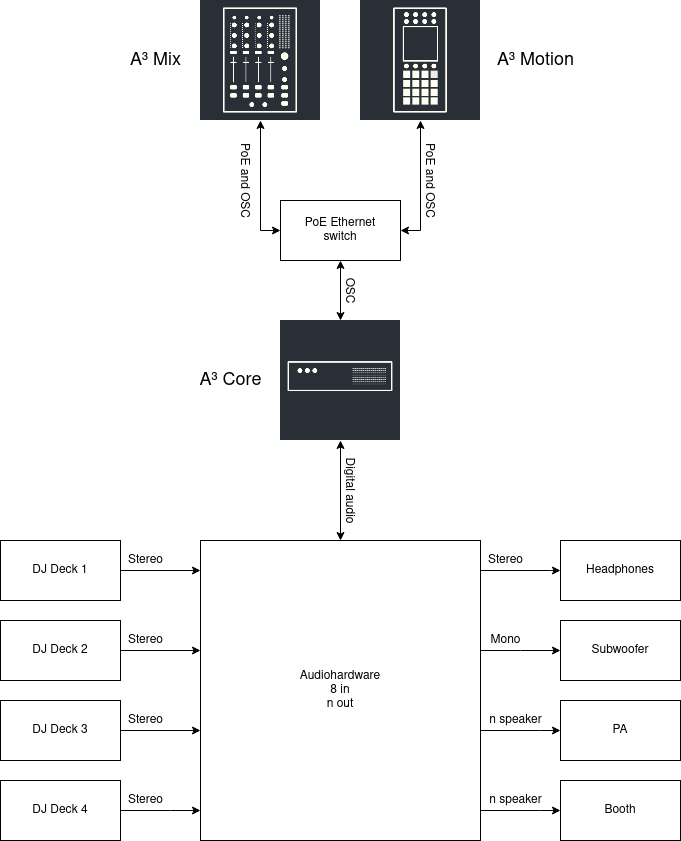 A³ Mix
A³ Motion
PoE and OSC
PoE and OSC
PoE Ethernet
switch
OSC
A³ Core
Digital audio
DJ Deck 1
Stereo
Stereo
Headphones
DJ Deck 2
Stereo
Mono
Subwoofer
Audiohardware
8 in
n out
DJ Deck 3
Stereo
n speaker
PA
DJ Deck 4
Stereo
n speaker
Booth